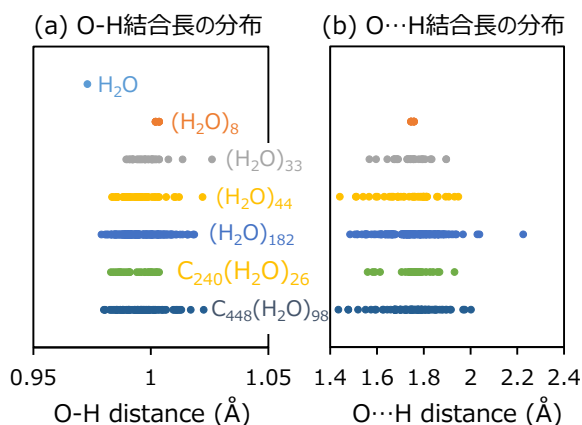 (a) O-H結合長の分布
(b) O⋯H結合長の分布
H₂O
(H₂O)₈
(H₂O)₃₃
(H₂O)₄₄
(H₂O)₁₈₂
C₂₄₀(H₂O)₂₆
C₄₄₈(H₂O)₉₈
0.95 1 1.05
1.4 1.6 1.8 2 2.2 2.4
O-H distance (Å)
O⋯H distance (Å)